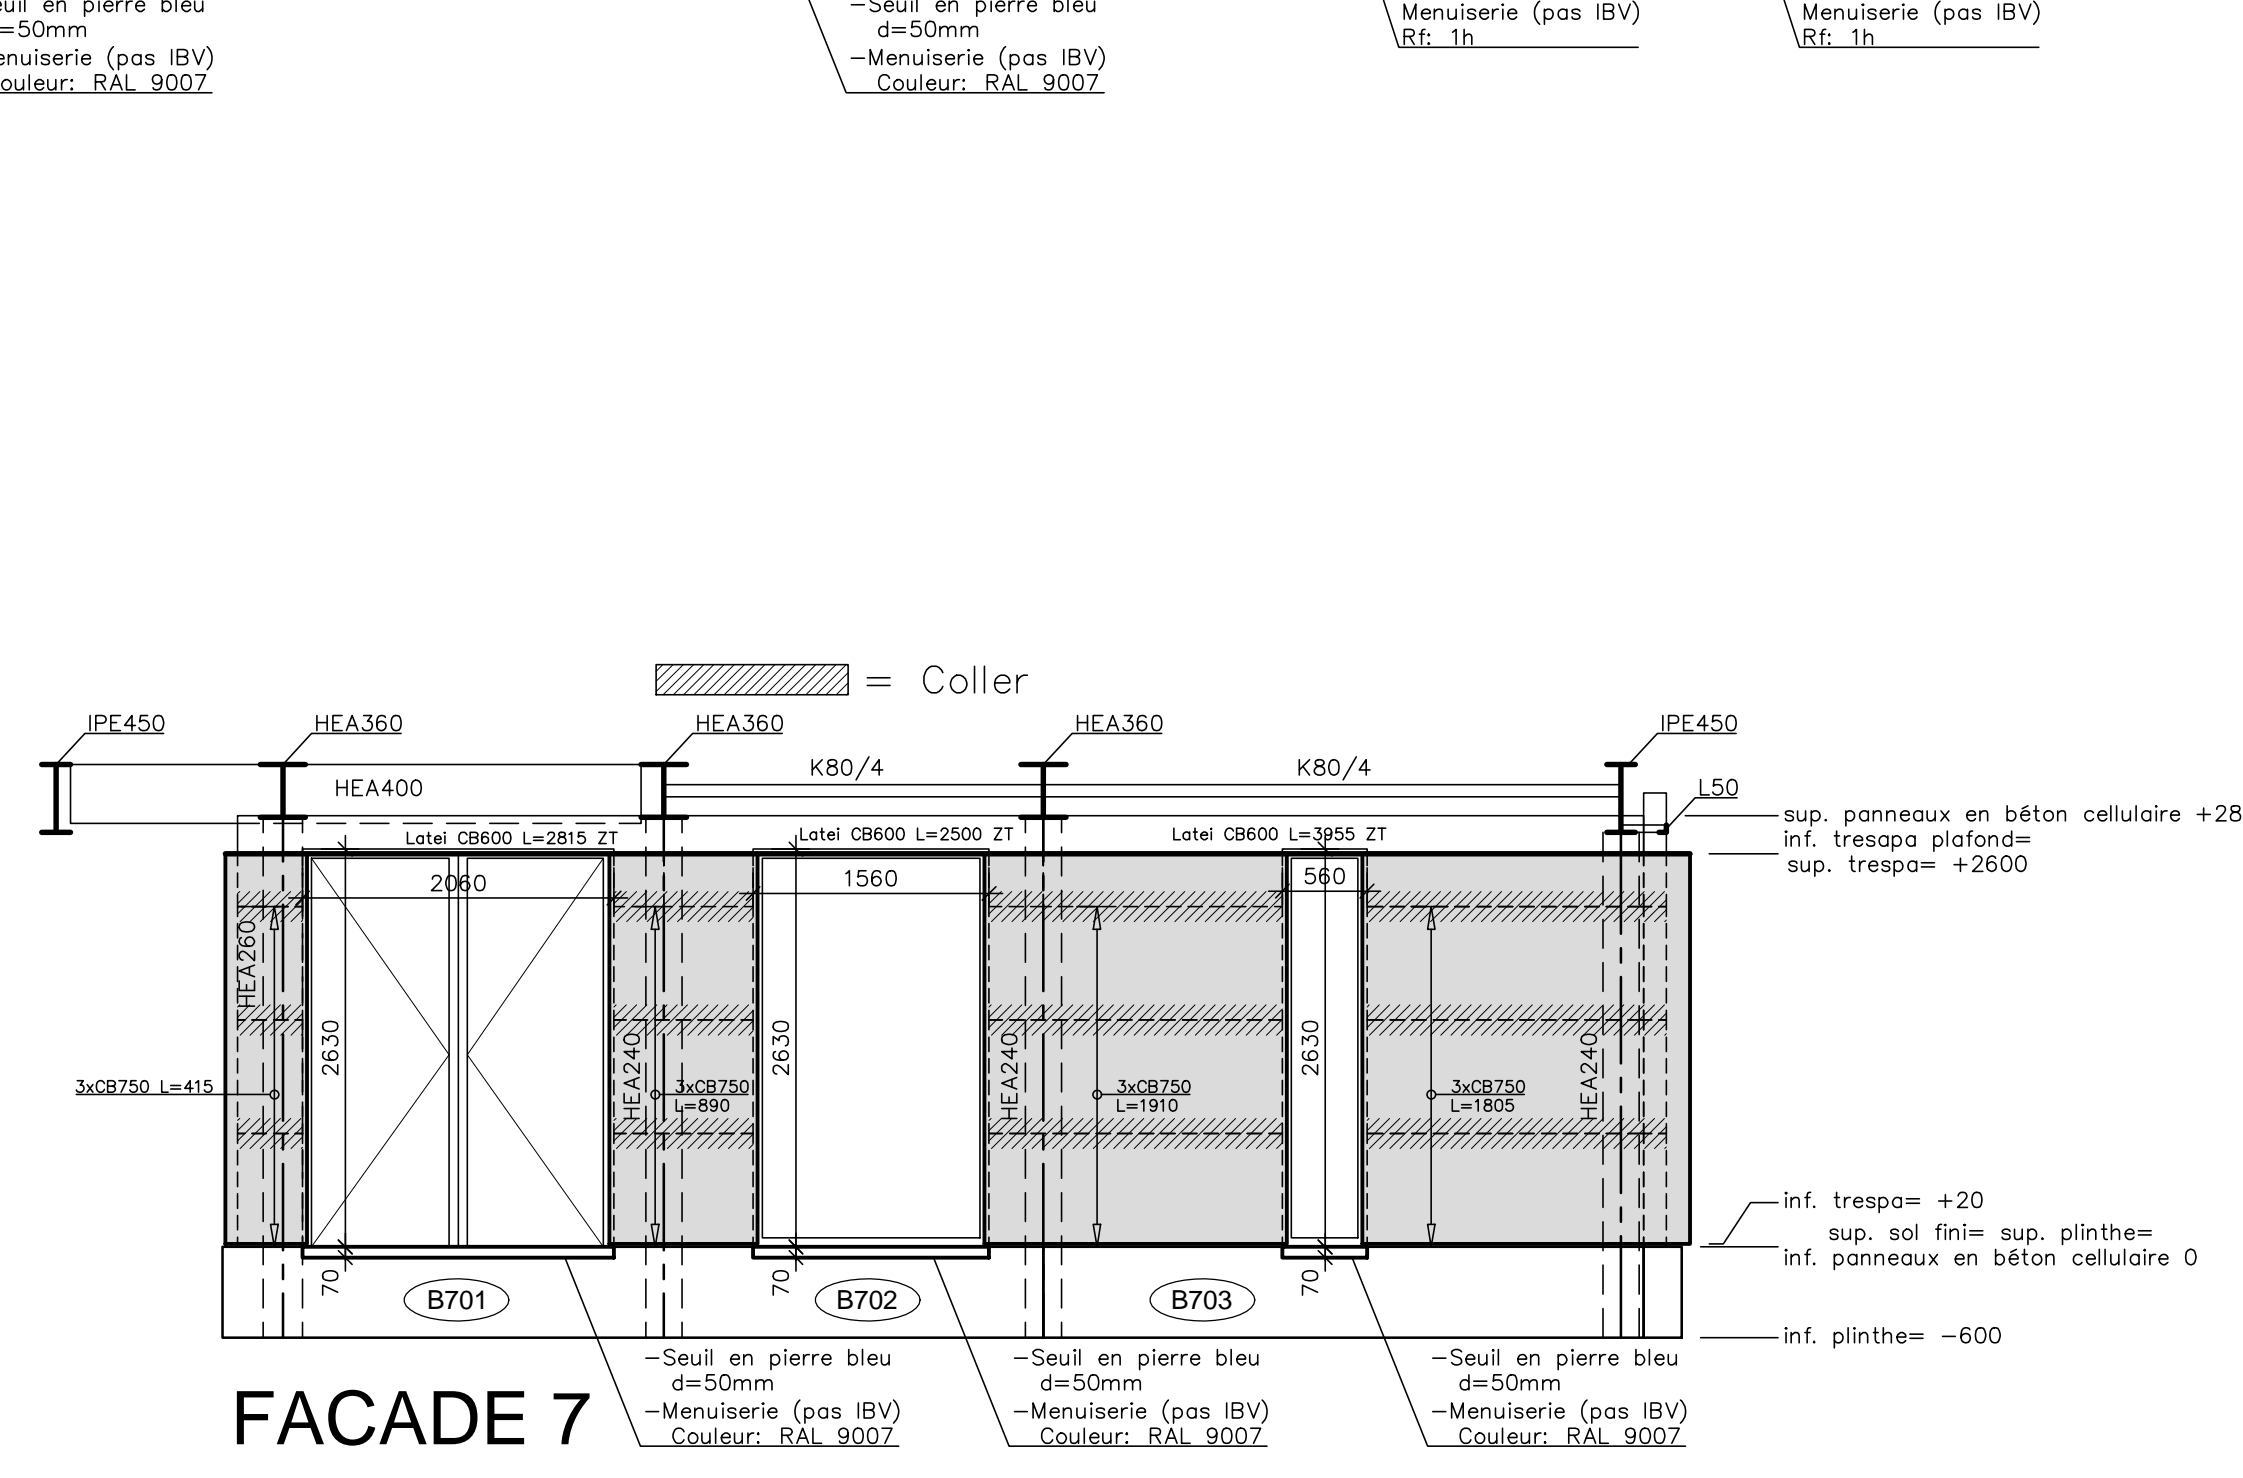 −Seuil en pierre bleu
d=50mm
−Menuiserie (pas IBV)
Couleur: RAL 9007
=50mm
(pas IBV)
RAL 9007
en pierre bleu
Menuiserie (pas IBV)
Rf: 1h
Menuiserie (pas IBV)
Rf: 1h
= Coller
IPE450
HEA360
HEA360
HEA360
IPE450
HEA400
K80/4
K80/4
L50
sup. panneaux en béton cellulaire +28
inf. tresapa plafond=
sup. trespa= +2600
Latei CB600 L=2815 ZT
Latei CB600 L=2500 ZT
Latei CB600 L=3955 ZT
2060
1560
560
HEA260
2630
HEA240
2630
HEA240
2630
HEA240
3xCB750 L=415
3xCB750
L=890
3xCB750
L=1910
3xCB750
L=1805
inf. trespa= +20
sup. sol fini= sup. plinthe=
inf. panneaux en béton cellulaire 0
70
70
70
B701
B702
B703
inf. plinthe= −600
−Seuil en pierre bleu
d=50mm
−Menuiserie (pas IBV)
Couleur: RAL 9007
−Seuil en pierre bleu
d=50mm
−Menuiserie (pas IBV)
Couleur: RAL 9007
−Seuil en pierre bleu
d=50mm
−Menuiserie (pas IBV)
Couleur: RAL 9007
FACADE 7